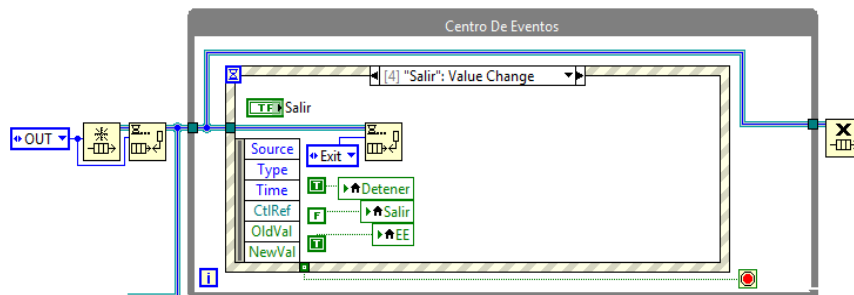 Centro De Eventos
[4] "Salir": Value Change
TF
Salir
OUT
Source
Type
Time
CtlRef
OldVal
NewVal
Exit
T
Detener
F
Salir
T
EE
i